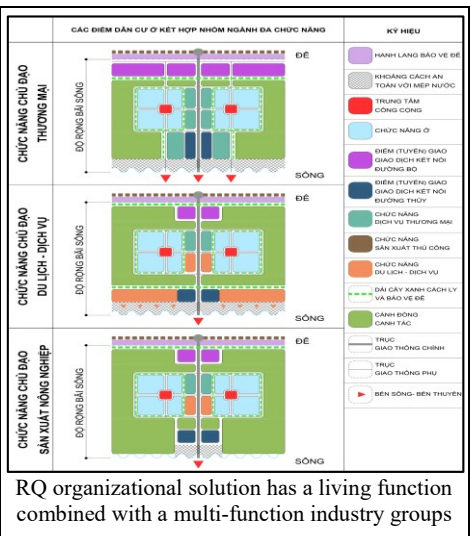 CÁC ĐIỂM DÂN CƯ Ở KẾT HỢP NHÓM NGÀNH ĐA CHỨC NĂNG
KÝ HIỆU
CHỨC NĂNG CHỦ ĐẠO
THƯƠNG MẠI
ĐỘ RỘNG BÃI SÔNG
ĐÊ
SÔNG
CHỨC NĂNG CHỦ ĐẠO
DU LỊCH - DỊCH VỤ
ĐỘ RỘNG BÃI SÔNG
ĐÊ
SÔNG
CHỨC NĂNG CHỦ ĐẠO
SẢN XUẤT NÔNG NGHIỆP
ĐỘ RỘNG BÃI SÔNG
ĐÊ
SÔNG
HÀNH LANG BẢO VỆ ĐÊ
KHOẢNG CÁCH AN
TOÀN VỚI MÉP NƯỚC
TRUNG TÂM
CÔNG CỘNG
CHỨC NĂNG Ở
ĐIỂM (TUYẾN) GIAO
GIAO DỊCH KẾT NỐI
ĐƯỜNG BỘ
ĐIỂM (TUYẾN) GIAO
GIAO DỊCH KẾT NỐI
ĐƯỜNG THỦY
CHỨC NĂNG
DỊCH VỤ THƯƠNG MẠI
CHỨC NĂNG
SẢN XUẤT THỦ CÔNG
CHỨC NĂNG
DU LỊCH - DỊCH VỤ
DẢI CÂY XANH CÁCH LY
VÀ BẢO VỆ ĐÊ
CÁNH ĐỒNG
CANH TÁC
TRỤC
GIAO THÔNG CHÍNH
TRỤC
GIAO THÔNG PHỤ
BẾN SÔNG- BẾN THUYỀN
RQ organizational solution has a living function
combined with a multi-function industry groups